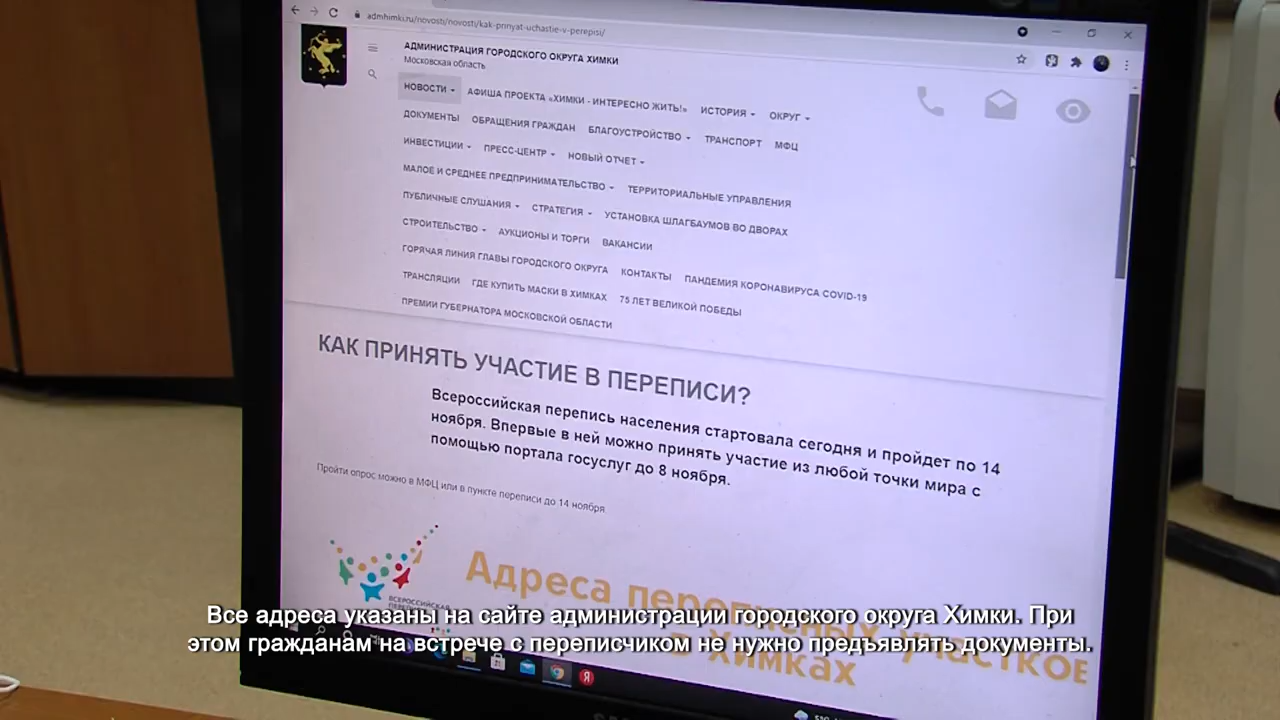 admhimki.ru/novosti/novosti/kak-prinyat-uchastie-v-perepisi/
АДМИНИСТРАЦИЯ ГОРОДСКОГО ОКРУГА ХИМКИ
Московская область
НОВОСТИ АФИША ПРОЕКТА «ХИМКИ - ИНТЕРЕСНО ЖИТЬ!» ИСТОРИЯ ОКРУГ
ДОКУМЕНТЫ ОБРАЩЕНИЯ ГРАЖДАН БЛАГОУСТРОЙСТВО ТРАНСПОРТ МФЦ
ИНВЕСТИЦИИ ПРЕСС-ЦЕНТР НОВЫЙ ОТЧЕТ
МАЛОЕ И СРЕДНЕЕ ПРЕДПРИНИМАТЕЛЬСТВО ТЕРРИТОРИАЛЬНЫЕ УПРАВЛЕНИЯ
ПУБЛИЧНЫЕ СЛУШАНИЯ СТРАТЕГИЯ УСТАНОВКА ШЛАГБАУМОВ ВО ДВОРАХ
СТРОИТЕЛЬСТВО АУКЦИОНЫ И ТОРГИ ВАКАНСИИ
ГОРЯЧАЯ ЛИНИЯ ГЛАВЫ ГОРОДСКОГО ОКРУГА КОНТАКТЫ ПАНДЕМИЯ КОРОНАВИРУСА COVID-19
ТРАНСЛЯЦИИ ГДЕ КУПИТЬ МАСКИ В ХИМКАХ 75 ЛЕТ ВЕЛИКОЙ ПОБЕДЫ
ПРЕМИИ ГУБЕРНАТОРА МОСКОВСКОЙ ОБЛАСТИ
КАК ПРИНЯТЬ УЧАСТИЕ В ПЕРЕПИСИ?
Всероссийская перепись населения стартовала сегодня и пройдет по 14
ноября. Впервые в ней можно принять участие из любой точки мира с
помощью портала госуслуг до 8 ноября.
Пройти опрос можно в МФЦ или в пункте переписи до 14 ноября
Адреса переписных участков
в Химках
ВСЕРОССИЙСКАЯ
Все адреса указаны на сайте администрации городского округа Химки. При
этом гражданам на встрече с переписчиком не нужно предъявлять документы.